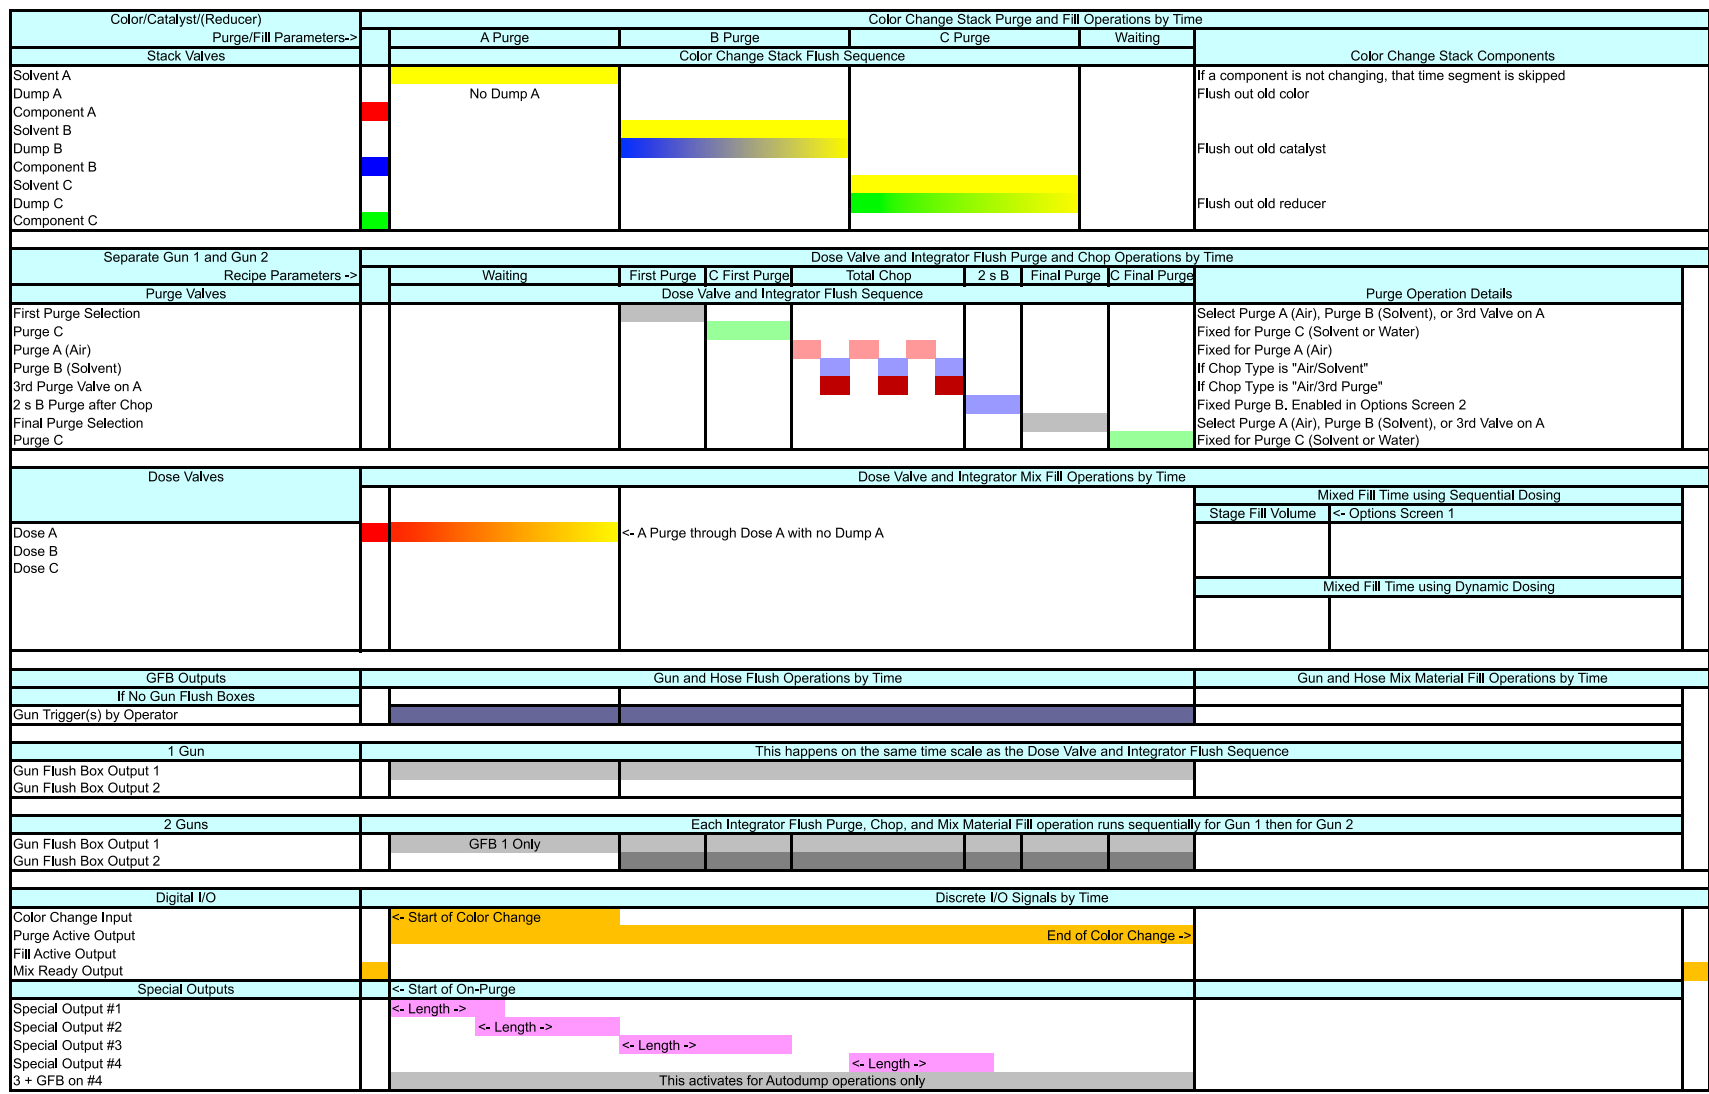 Color/Catalyst/(Reducer) Color Change Stack Purge and Fill Operations by Time
Purge/Fill Parameters-> A Purge B Purge C Purge Waiting
Stack Valves Color Change Stack Flush Sequence Color Change Stack Components
Solvent A If a component is not changing, that time segment is skipped
Dump A No Dump A Flush out old color
Component A
Solvent B
Dump B Flush out old catalyst
Component B
Solvent C
Dump C Flush out old reducer
Component C
Separate Gun 1 and Gun 2 Dose Valve and Integrator Flush Purge and Chop Operations by Time
Recipe Parameters -> Waiting First Purge C First Purge Total Chop 2 s B Final Purge C Final Purge
Purge Valves Dose Valve and Integrator Flush Sequence Purge Operation Details
First Purge Selection Select Purge A (Air), Purge B (Solvent), or 3rd Valve on A
Purge C Fixed for Purge C (Solvent or Water)
Purge A (Air) Fixed for Purge A (Air)
Purge B (Solvent) If Chop Type is "Air/Solvent"
3rd Purge Valve on A If Chop Type is "Air/3rd Purge"
2 s B Purge after Chop Fixed Purge B. Enabled in Options Screen 2
Final Purge Selection Select Purge A (Air), Purge B (Solvent), or 3rd Valve on A
Purge C Fixed for Purge C (Solvent or Water)
Dose Valves Dose Valve and Integrator Mix Fill Operations by Time
Mixed Fill Time using Sequential Dosing
Stage Fill Volume <- Options Screen 1
Dose A <- A Purge through Dose A with no Dump A
Dose B
Dose C
Mixed Fill Time using Dynamic Dosing
GFB Outputs Gun and Hose Flush Operations by Time Gun and Hose Mix Material Fill Operations by Time
If No Gun Flush Boxes
Gun Trigger(s) by Operator
1 Gun This happens on the same time scale as the Dose Valve and Integrator Flush Sequence
Gun Flush Box Output 1
Gun Flush Box Output 2
2 Guns Each Integrator Flush Purge, Chop, and Mix Material Fill operation runs sequentially for Gun 1 then for Gun 2
Gun Flush Box Output 1 GFB 1 Only
Gun Flush Box Output 2
Digital I/O Discrete I/O Signals by Time
Color Change Input <- Start of Color Change
Purge Active Output End of Color Change ->
Fill Active Output
Mix Ready Output
Special Outputs <- Start of On-Purge
Special Output #1 <- Length ->
Special Output #2 <- Length ->
Special Output #3 <- Length ->
Special Output #4 <- Length ->
3 + GFB on #4 This activates for Autodump operations only